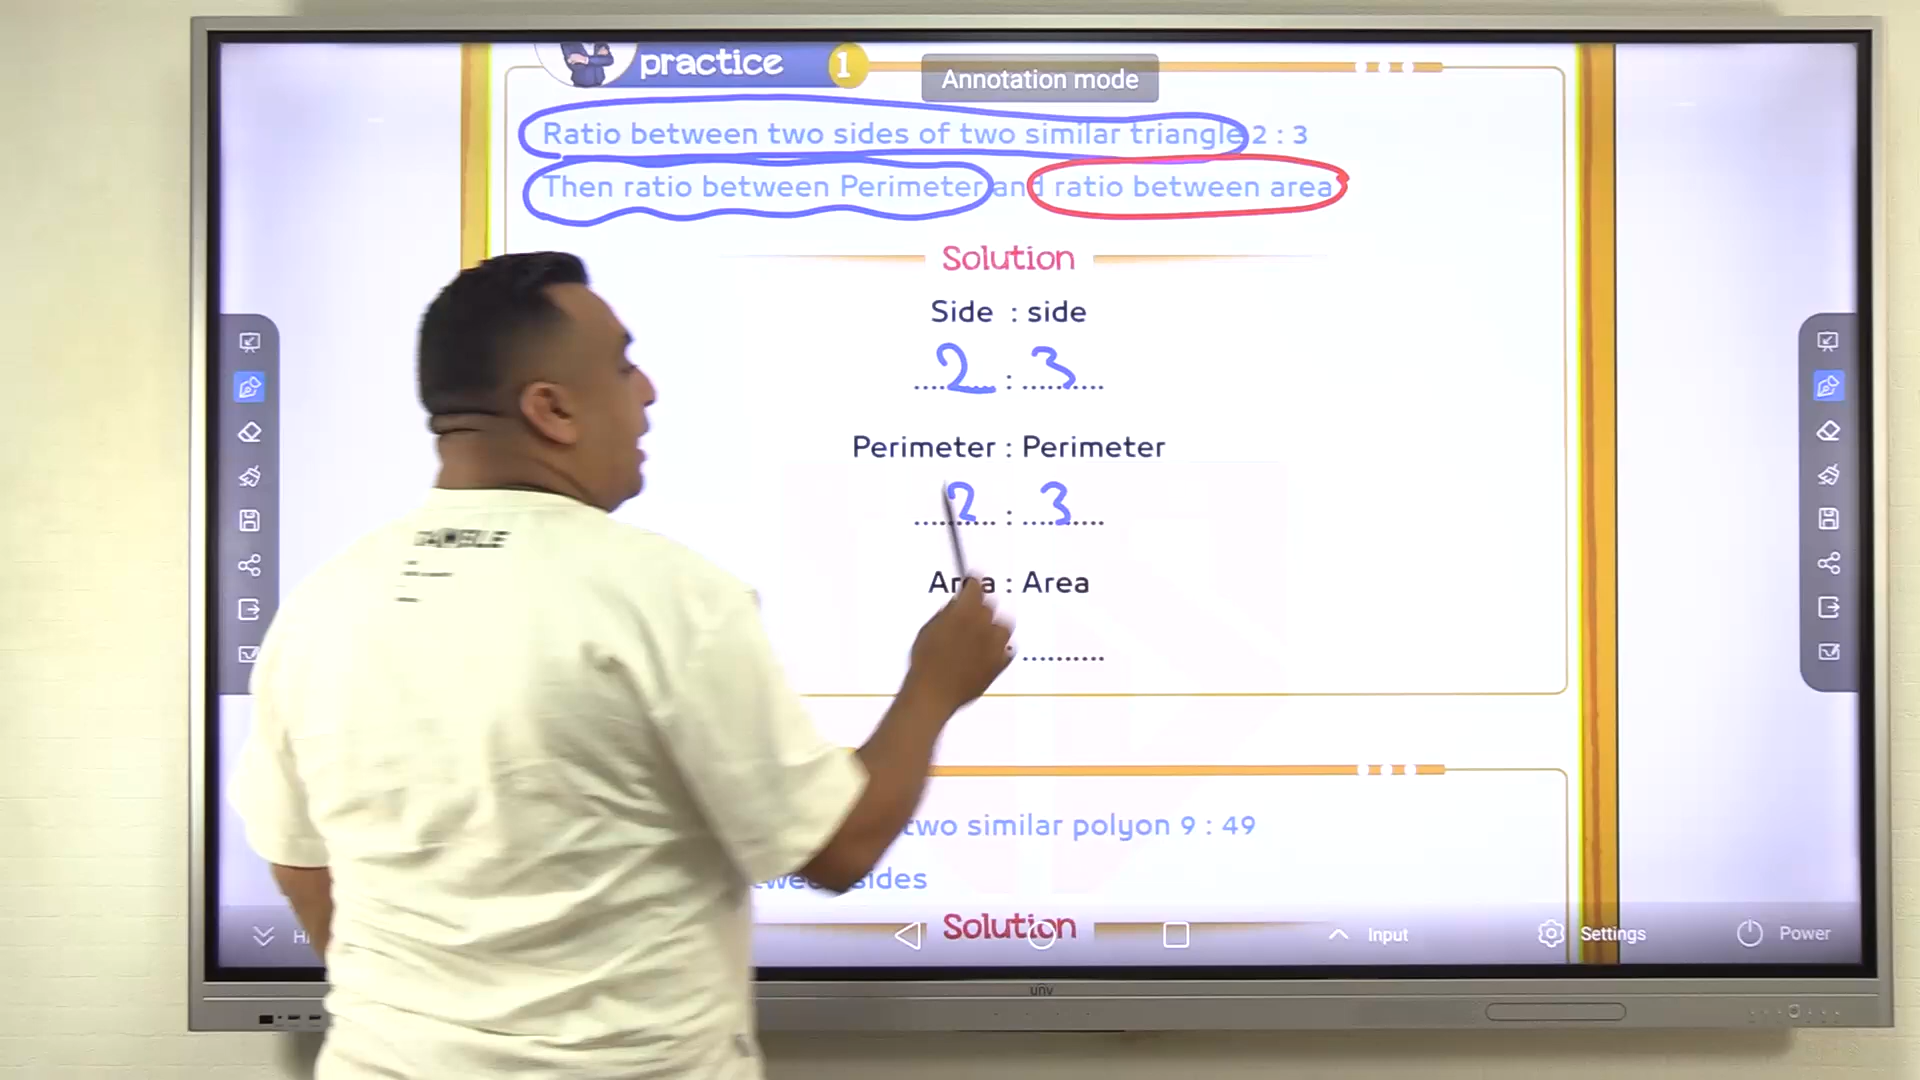 practice 1
Annotation mode
Ratio between two sides of two similar triangle 2 : 3
Then ratio between Perimeter and ratio between area
Solution
Side : side
2 : 3
Perimeter : Perimeter
2 : 3
Area : Area
: ..........
two similar polyon 9 : 49
sides
Solution
Input
Settings
Power
unv